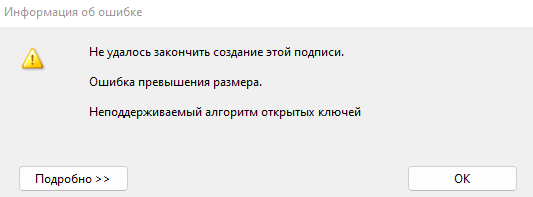 Информация об ошибке
Не удалось закончить создание этой подписи.
Ошибка превышения размера.
Неподдерживаемый алгоритм открытых ключей
Подробно >>
OK